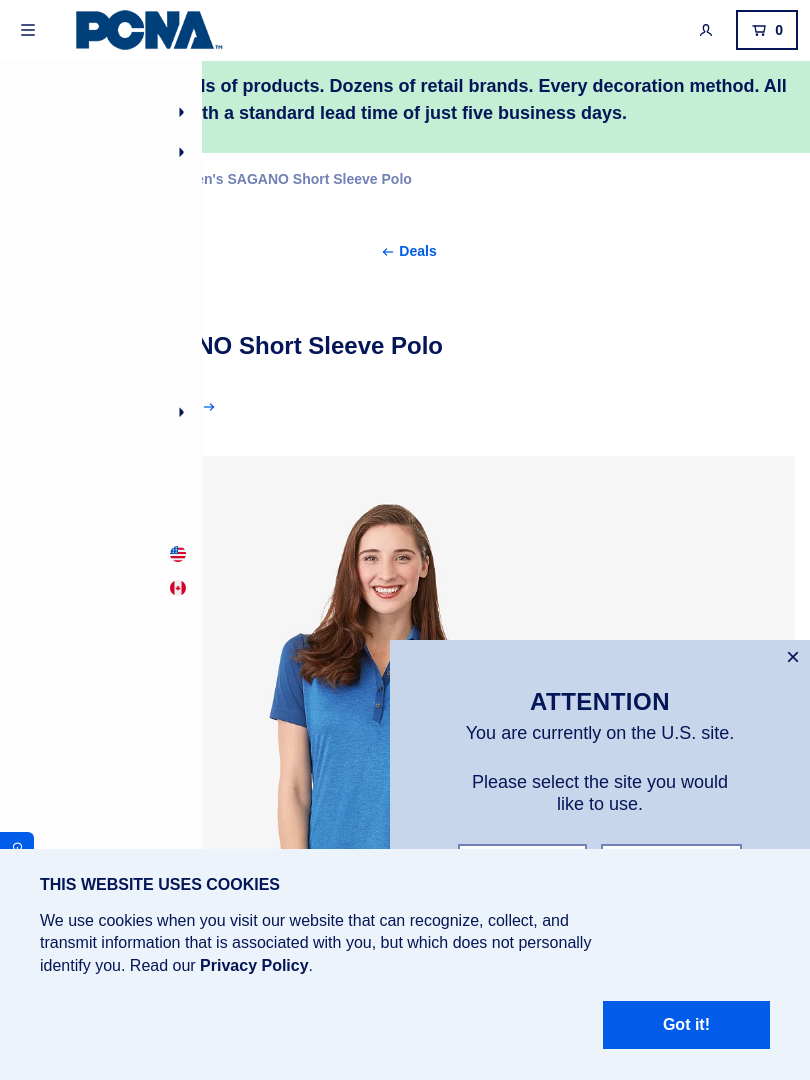 PCNA
0
of products. Dozens of retail brands. Every decoration method. All
a standard lead time of just five business days.
SAGANO Short Sleeve Polo
← Deals
Short Sleeve Polo
→
ATTENTION
You are currently on the U.S. site.
Please select the site you would
like to use.
THIS WEBSITE USES COOKIES
We use cookies when you visit our website that can recognize, collect, and
transmit information that is associated with you, but which does not personally
identify you. Read our Privacy Policy.
Got it!